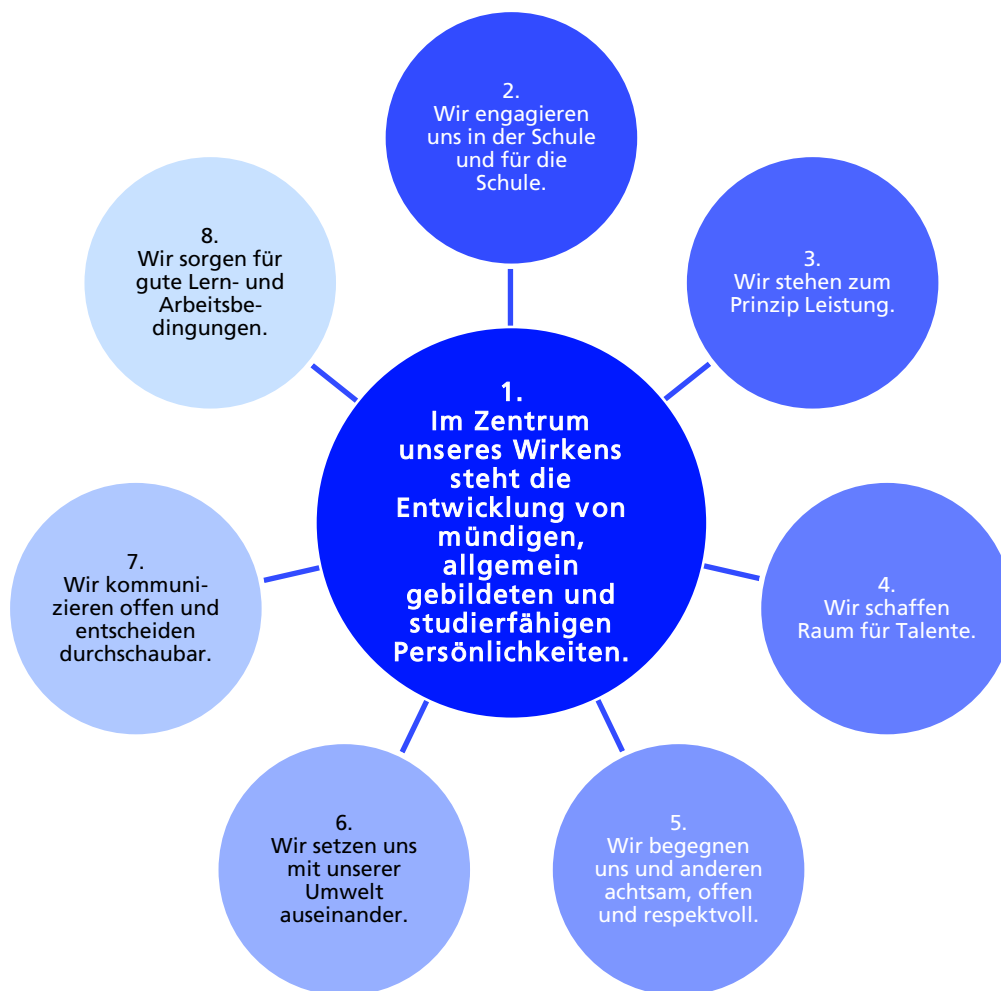 1.
Im Zentrum
unseres Wirkens
steht die
Entwicklung von
mündigen,
allgemein
gebildeten und
studierfähigen
Persönlichkeiten.
2.
Wir engagieren
uns in der Schule
und für die
Schule.
3.
Wir stehen zum
Prinzip Leistung.
4.
Wir schaffen
Raum für Talente.
5.
Wir begegnen
uns und anderen
achtsam, offen
und respektvoll.
6.
Wir setzen uns
mit unserer
Umwelt
auseinander.
7.
Wir kommuni-
zieren offen und
entscheiden
durchschaubar.
8.
Wir sorgen für
gute Lern- und
Arbeitsbe-
dingungen.